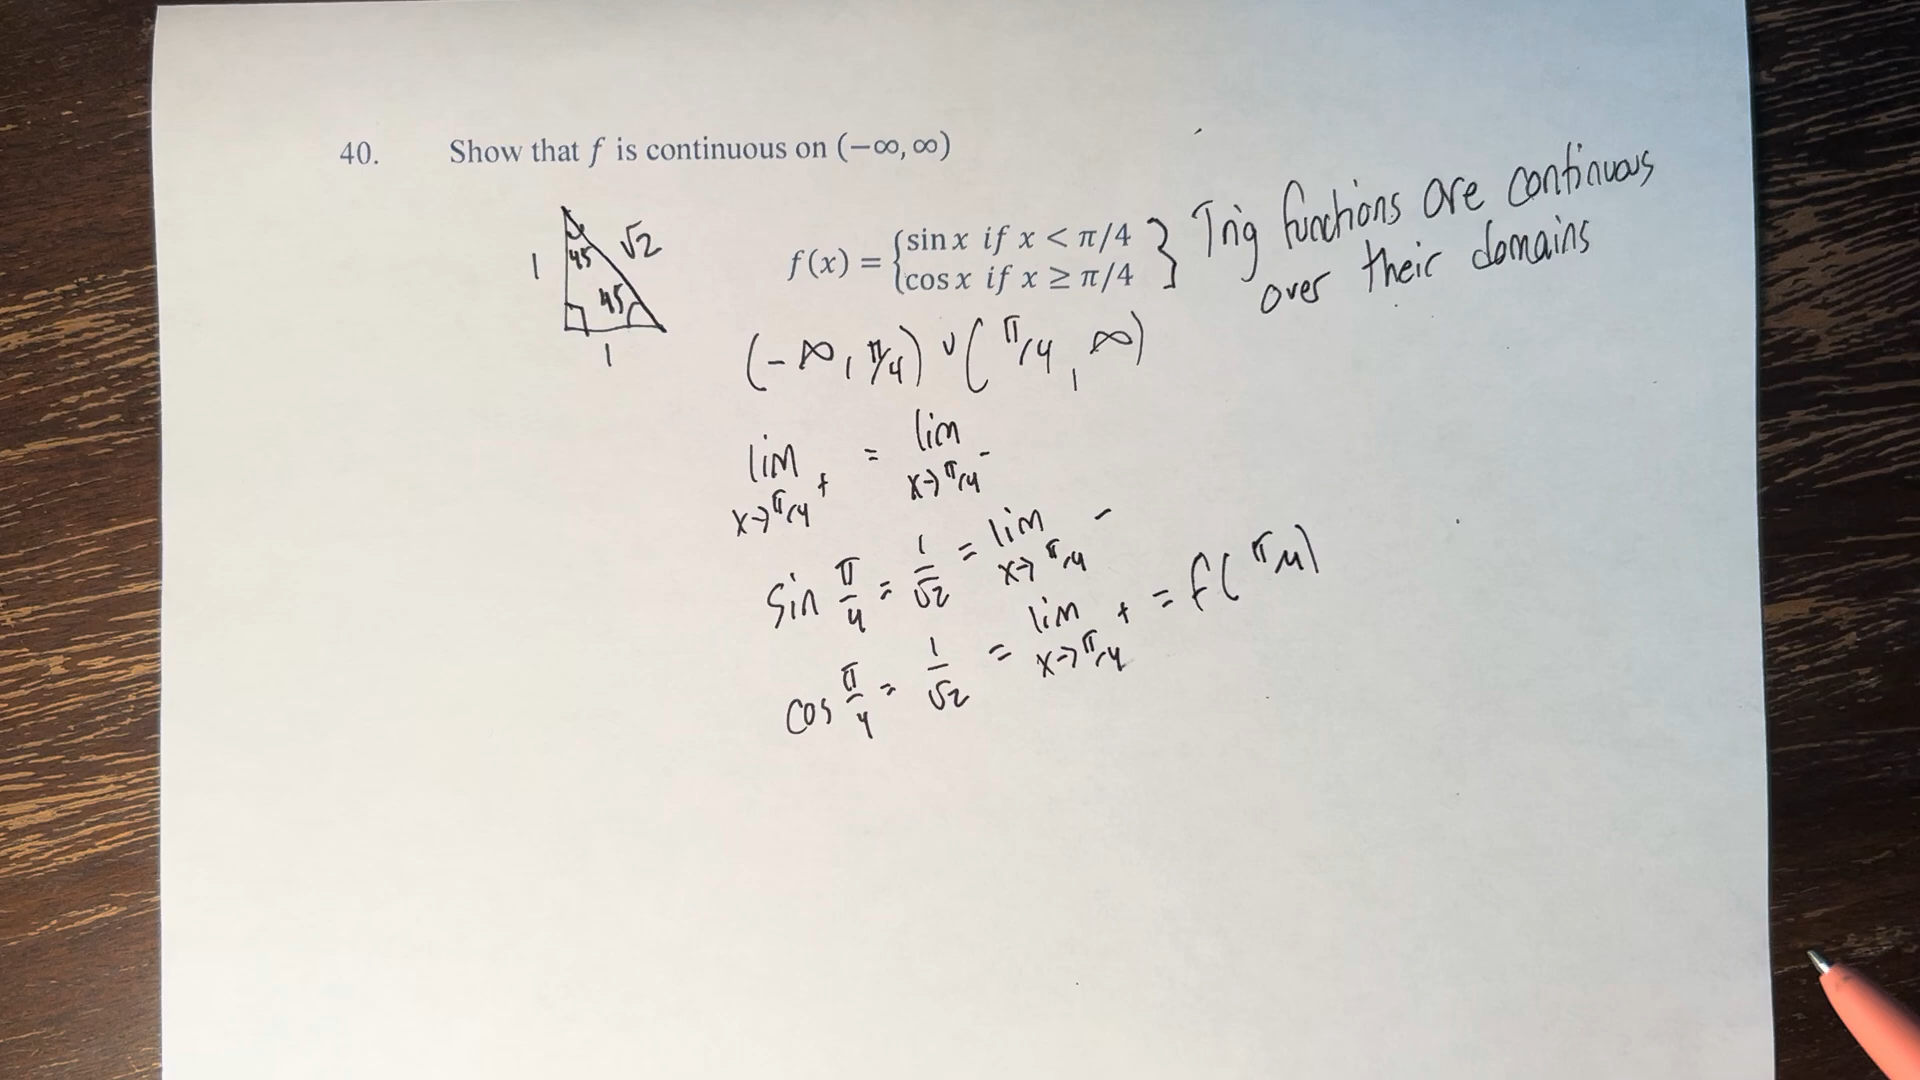 40. Show that f is continuous on (−∞, ∞)
1 45 √2
45
1
f(x) = { sin x if x < π/4
cos x if x ≥ π/4 }
Trig functions are continuous
over their domains
(-∞, π/4) ∪ (π/4, ∞)
lim x→π/4⁺ = lim x→π/4⁻
sin π/4 = 1/√2 = lim x→π/4⁻
cos π/4 = 1/√2 = lim x→π/4⁺ = f(π/4)